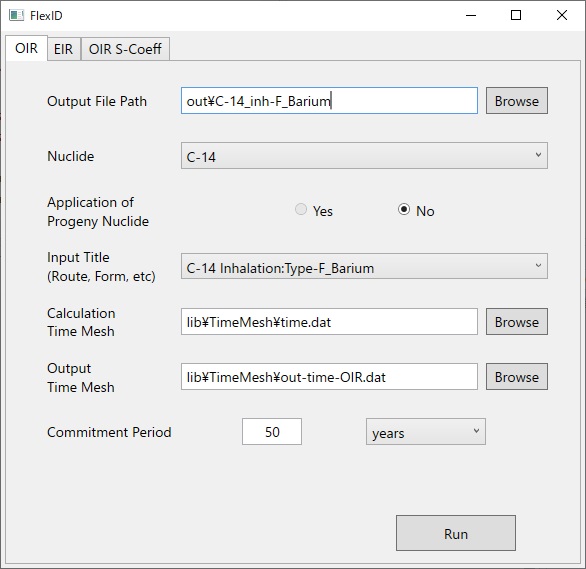 FlexID
OIR EIR OIR S-Coeff
Output File Path out¥C-14_inh-F_Barium Browse
Nuclide C-14
Application of
Progeny Nuclide Yes No
Input Title
(Route, Form, etc) C-14 Inhalation:Type-F_Barium
Calculation
Time Mesh lib¥TimeMesh¥time.dat Browse
Output
Time Mesh lib¥TimeMesh¥out-time-OIR.dat Browse
Commitment Period 50 years
Run